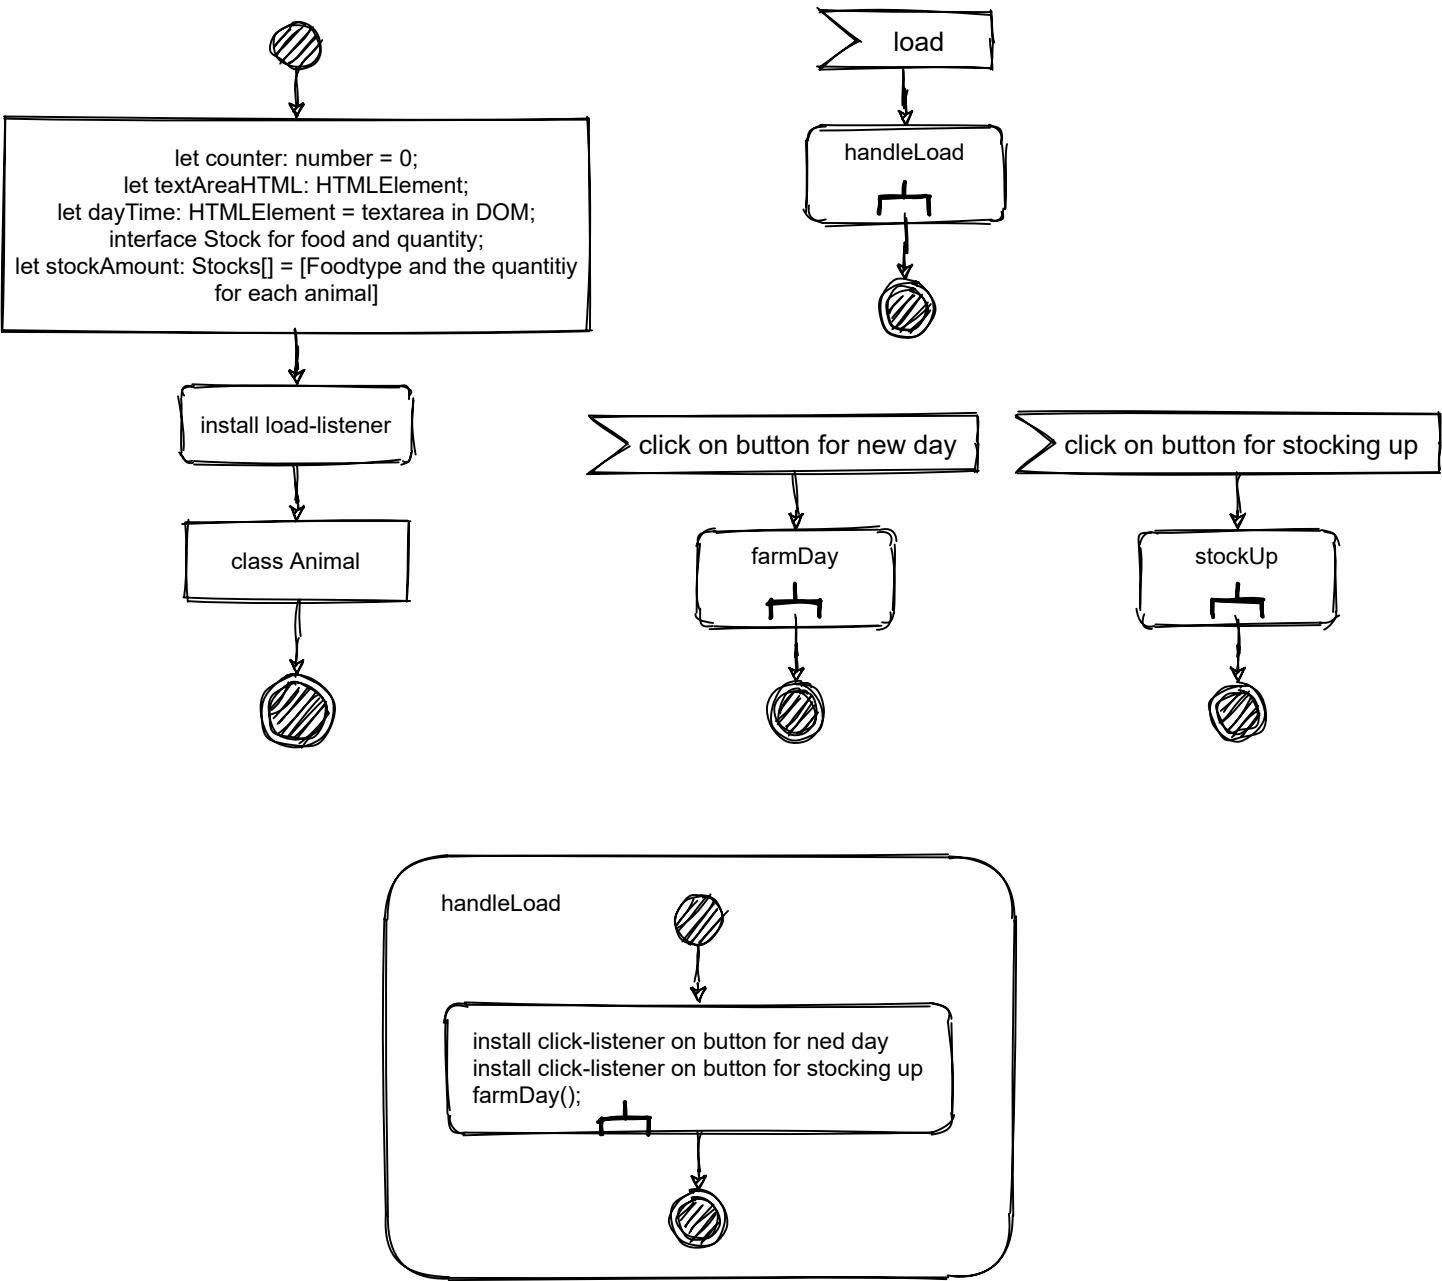 let counter: number = 0;
let textAreaHTML: HTMLElement;
let dayTime: HTMLElement = textarea in DOM;
interface Stock for food and quantity;
let stockAmount: Stocks[] = [Foodtype and the quantitiy
for each animal]
install load-listener
class Animal
load
handleLoad
click on button for new day
farmDay
click on button for stocking up
stockUp
handleLoad
install click-listener on button for ned day
install click-listener on button for stocking up
farmDay();